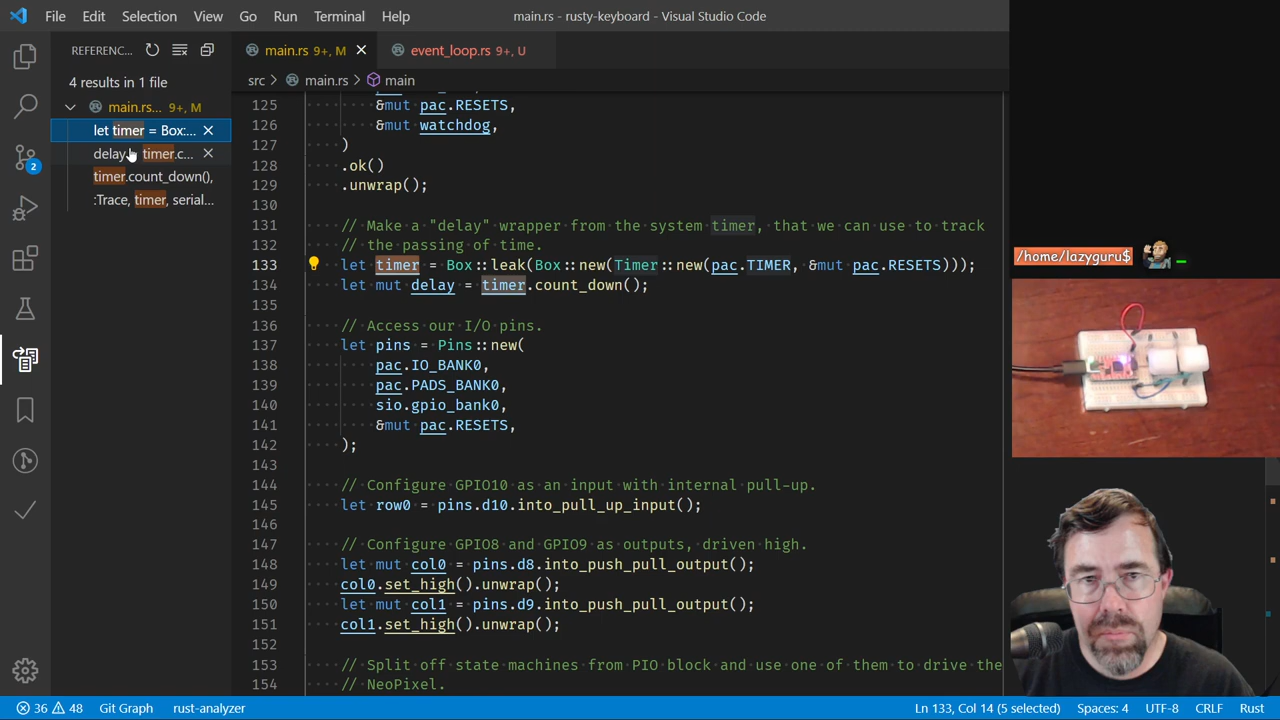 File Edit Selection View Go Run Terminal Help main.rs - rusty-keyboard - Visual Studio Code
REFERENC...
main.rs 9+, M
event_loop.rs 9+, U
4 results in 1 file
src > main.rs > main
main.rs... 9+, M
let timer = Box:...
delay timer.c...
timer.count_down(),
:Trace, timer, serial...
125 &mut pac.RESETS,
126 &mut watchdog,
127 )
128 .ok()
129 .unwrap();
130
131 // Make a "delay" wrapper from the system timer, that we can use to track
132 // the passing of time.
133 let timer = Box::leak(Box::new(Timer::new(pac.TIMER, &mut pac.RESETS)));
134 let mut delay = timer.count_down();
135
136 // Access our I/O pins.
137 let pins = Pins::new(
138 pac.IO_BANK0,
139 pac.PADS_BANK0,
140 sio.gpio_bank0,
141 &mut pac.RESETS,
142 );
143
144 // Configure GPIO10 as an input with internal pull-up.
145 let row0 = pins.d10.into_pull_up_input();
146
147 // Configure GPIO8 and GPIO9 as outputs, driven high.
148 let mut col0 = pins.d8.into_push_pull_output();
149 col0.set_high().unwrap();
150 let mut col1 = pins.d9.into_push_pull_output();
151 col1.set_high().unwrap();
152
153 // Split off state machines from PIO block and use one of them to drive the
154 // NeoPixel.
/home/lazyguru$
2
36 48 Git Graph rust-analyzer Ln 133, Col 14 (5 selected) Spaces: 4 UTF-8 CRLF Rust